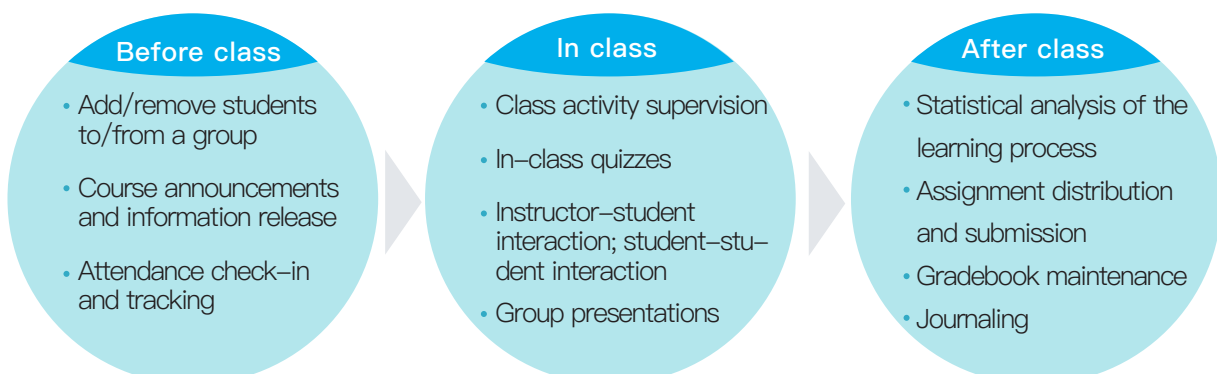 Before class
• Add/remove students
to/from a group
• Course announcements
and information release
• Attendance check–in
and tracking
In class
• Class activity supervision
• In–class quizzes
• Instructor–student
interaction; student–stu–
dent interaction
• Group presentations
After class
• Statistical analysis of the
learning process
• Assignment distribution
and submission
• Gradebook maintenance
• Journaling